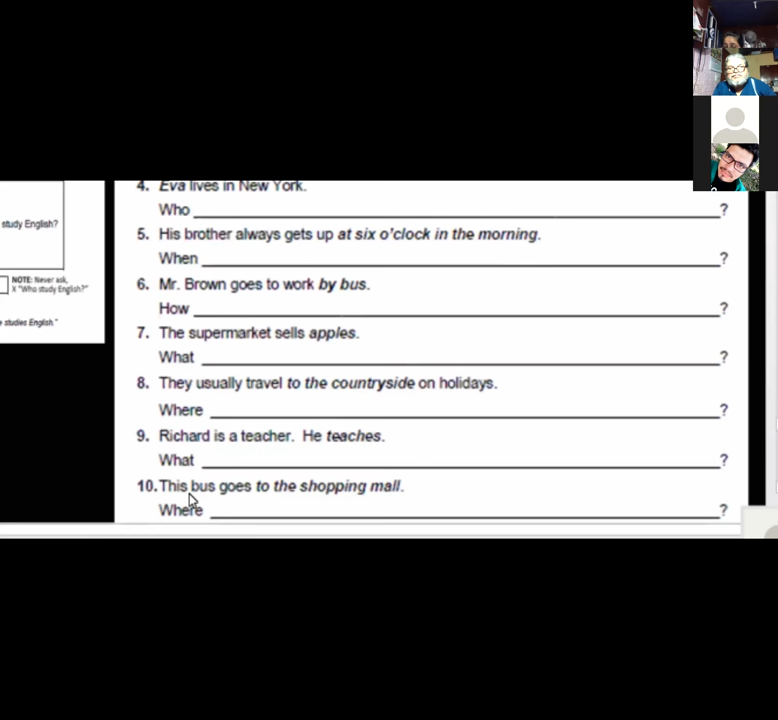 study English?
NOTE: Never ask,
X "Who study English?"
studies English."
4. Eva lives in New York.
Who ?
5. His brother always gets up at six o'clock in the morning.
When ?
6. Mr. Brown goes to work by bus.
How ?
7. The supermarket sells apples.
What ?
8. They usually travel to the countryside on holidays.
Where ?
9. Richard is a teacher. He teaches.
What ?
10. This bus goes to the shopping mall.
Where ?